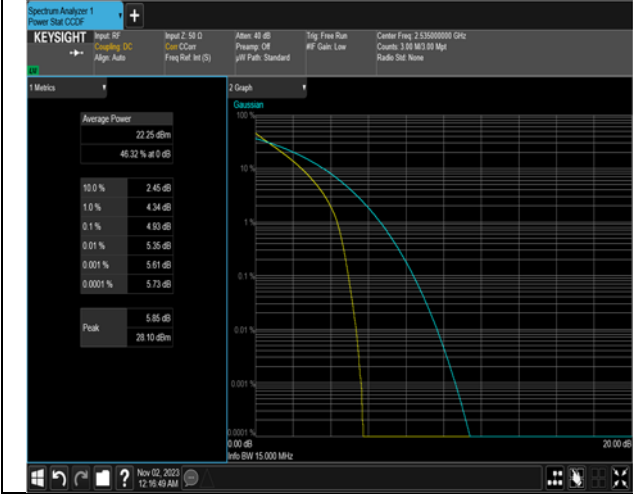 Spectrum Analyzer 1
Power Stat CCDF
+
KEYSIGHT
Input: RF
Coupling: DC
Align: Auto
Input Z: 50 Ω
Corr CCorr
Freq Ref: Int (S)
Atten: 40 dB
Preamp: Off
µW Path: Standard
Trig: Free Run
#IF Gain: Low
Center Freq: 2.535000000 GHz
Counts: 3.00 M/3.00 Mpt
Radio Std: None
1 Metrics
Average Power
22.25 dBm
46.32 % at 0 dB
10.0 % 2.45 dB
1.0 % 4.34 dB
0.1 % 4.93 dB
0.01 % 5.35 dB
0.001 % 5.61 dB
0.0001 % 5.73 dB
Peak
5.85 dB
28.10 dBm
2 Graph
Gaussian
100 %
10 %
1 %
0.1 %
0.01 %
0.001 %
0.0001 %
0.00 dB 20.00 dB
Info BW 15.000 MHz
?
Nov 02, 2023
12:16:49 AM